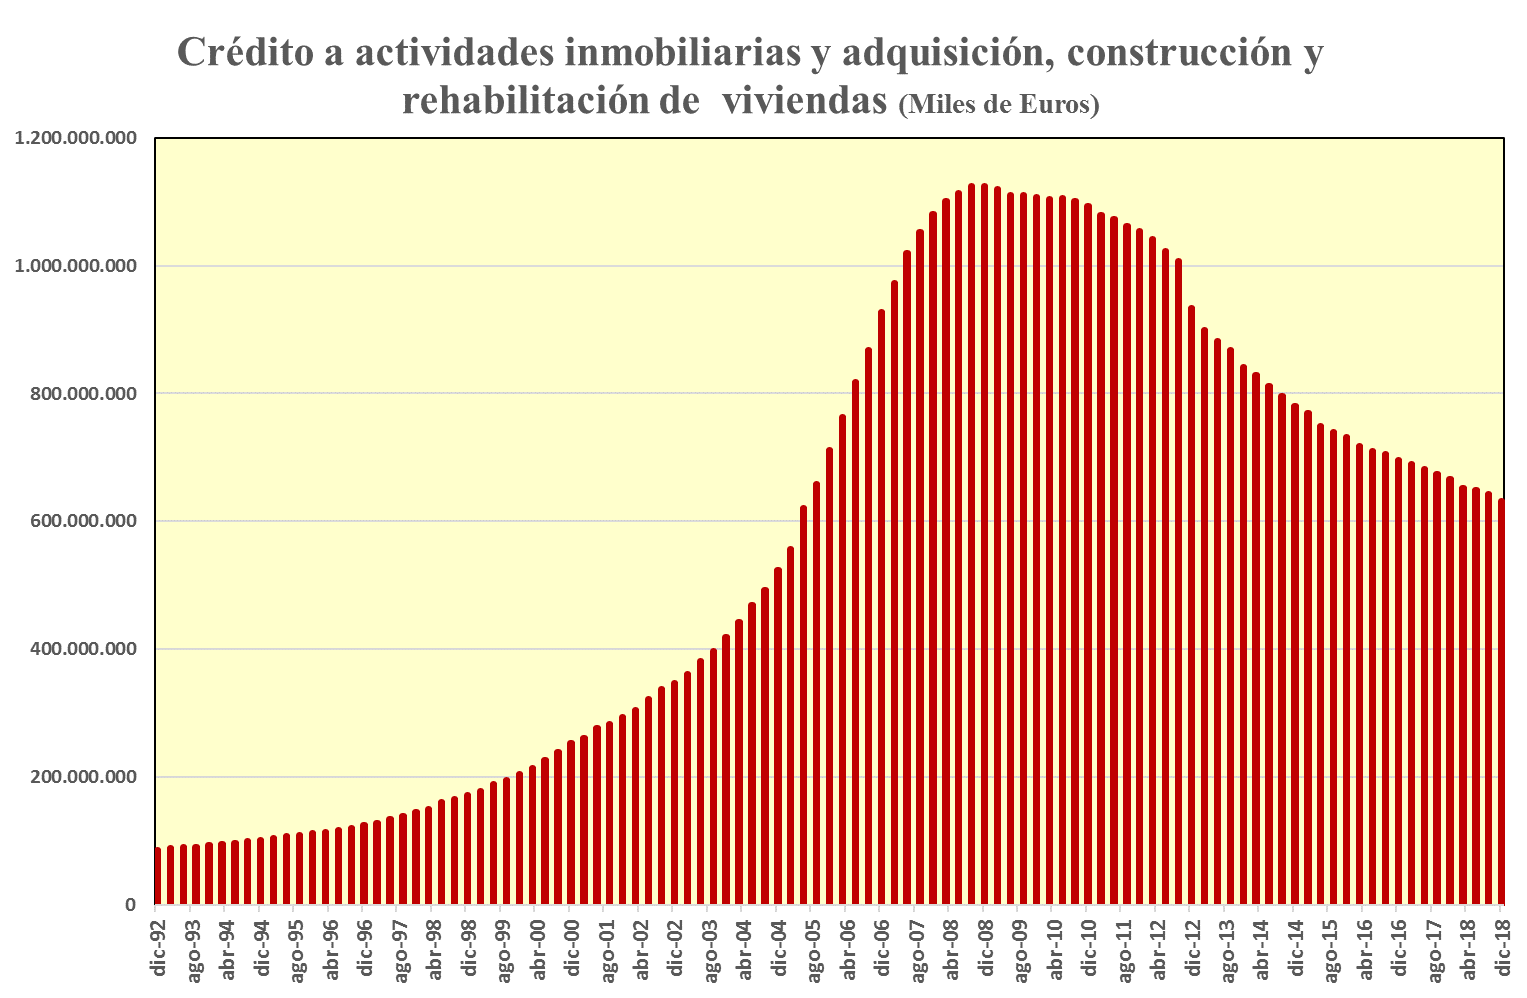 Crédito a actividades inmobiliarias y adquisición, construcción y
rehabilitación de  viviendas (Miles de Euros)
1.200.000.000
1.000.000.000
800.000.000
600.000.000
400.000.000
200.000.000
0
dic-92
ago-93
abr-94
dic-94
ago-95
abr-96
dic-96
ago-97
abr-98
dic-98
ago-99
abr-00
dic-00
ago-01
abr-02
dic-02
ago-03
abr-04
dic-04
ago-05
abr-06
dic-06
ago-07
abr-08
dic-08
ago-09
abr-10
dic-10
ago-11
abr-12
dic-12
ago-13
abr-14
dic-14
ago-15
abr-16
dic-16
ago-17
abr-18
dic-18